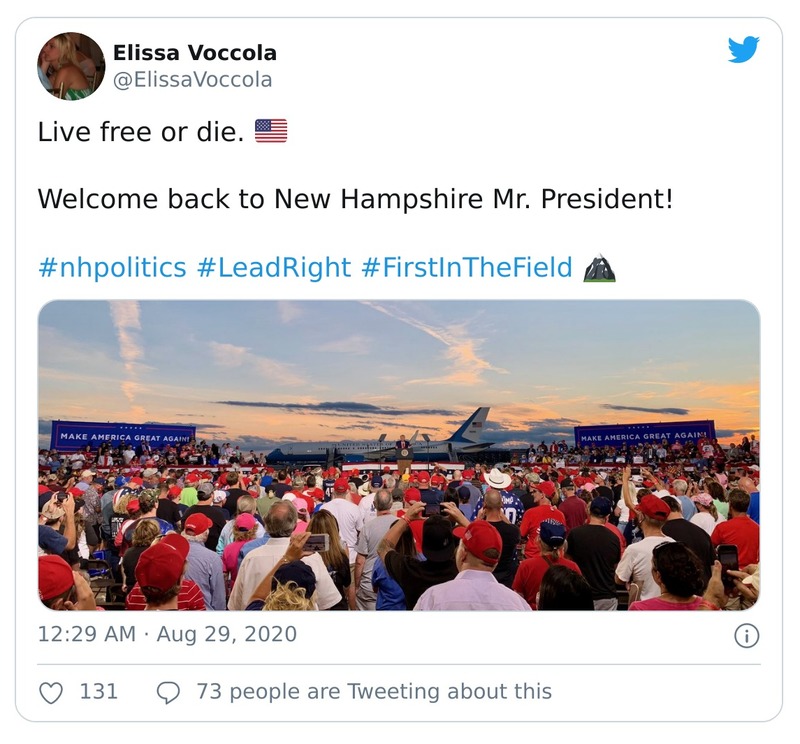 Elissa Voccola
@ElissaVoccola
Live free or die. 🇺🇸
Welcome back to New Hampshire Mr. President!
#nhpolitics #LeadRight #FirstInTheField ⛰
MAKE AMERICA GREAT AGAIN!
MAKE AMERICA GREAT AGAIN!
12:29 AM · Aug 29, 2020
131
73 people are Tweeting about this